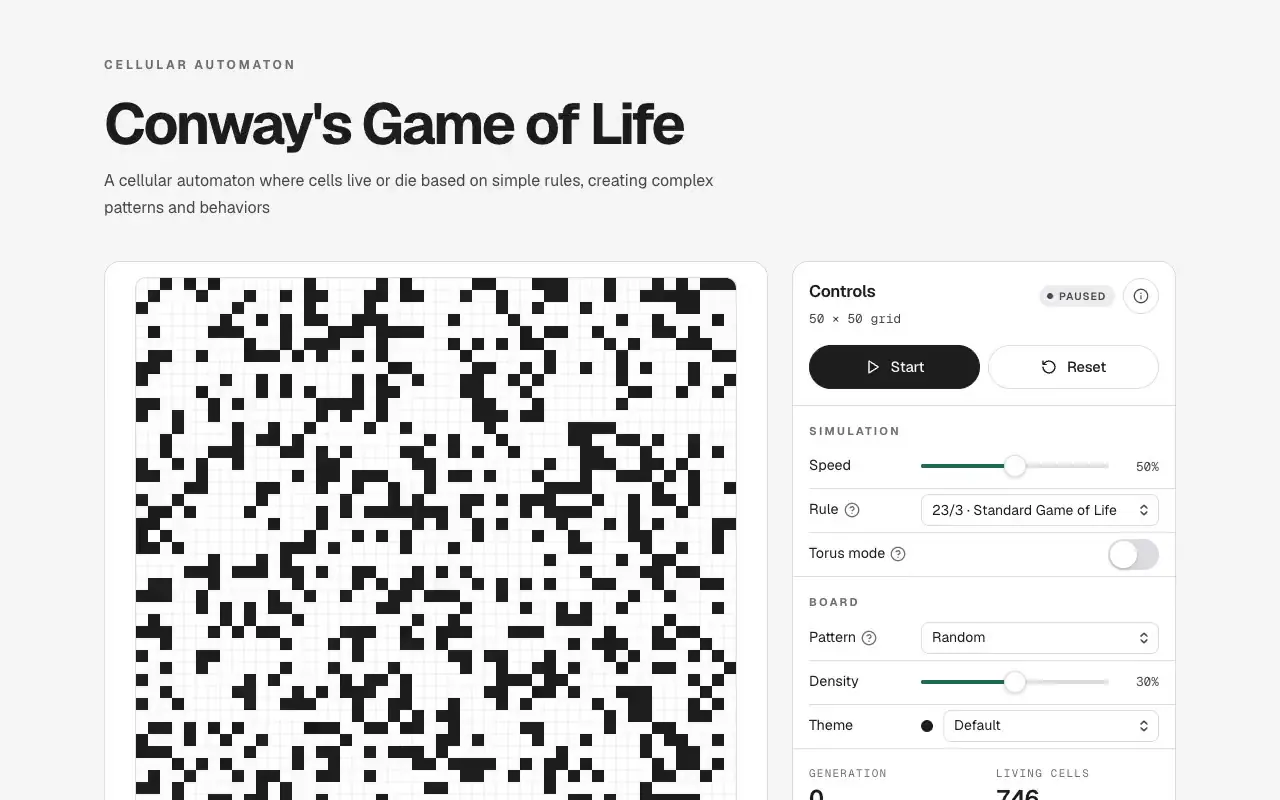 CELLULAR AUTOMATON
Conway's Game of Life
A cellular automaton where cells live or die based on simple rules, creating complex
patterns and behaviors
Controls
PAUSED
50 × 50 grid
Start
Reset
SIMULATION
Speed
50%
Rule
23/3 · Standard Game of Life
Torus mode
BOARD
Pattern
Random
Density
30%
Theme
Default
GENERATION
LIVING CELLS
0
746